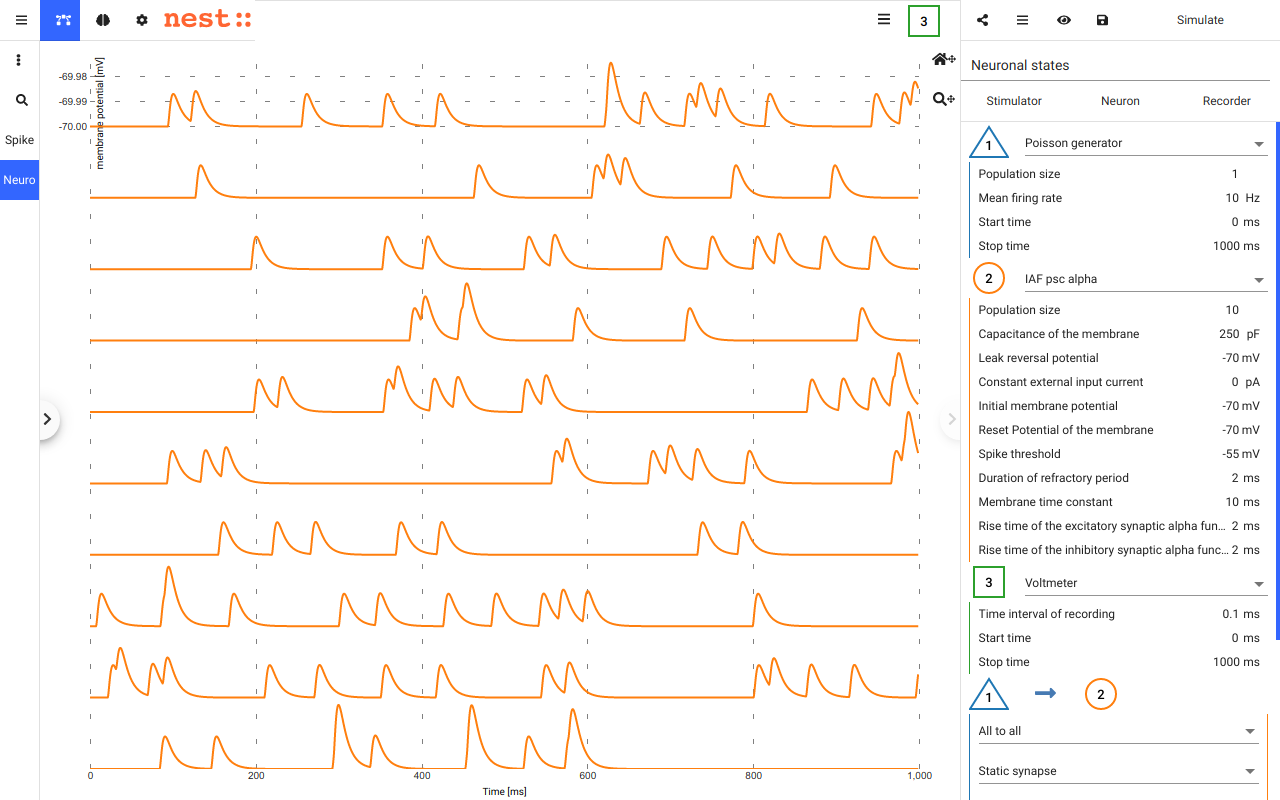 nest::
3
Simulate
Spike
Neuro
membrane potential [mV]
-69.98
-69.99
-70.00
0 200 400 600 800 1,000
Time [ms]
Neuronal states
Stimulator Neuron Recorder
1 Poisson generator
Population size 1
Mean firing rate 10 Hz
Start time 0 ms
Stop time 1000 ms
2 IAF psc alpha
Population size 10
Capacitance of the membrane 250 pF
Leak reversal potential -70 mV
Constant external input current 0 pA
Initial membrane potential -70 mV
Reset Potential of the membrane -70 mV
Spike threshold -55 mV
Duration of refractory period 2 ms
Membrane time constant 10 ms
Rise time of the excitatory synaptic alpha fun... 2 ms
Rise time of the inhibitory synaptic alpha func... 2 ms
3 Voltmeter
Time interval of recording 0.1 ms
Start time 0 ms
Stop time 1000 ms
1 2
All to all
Static synapse